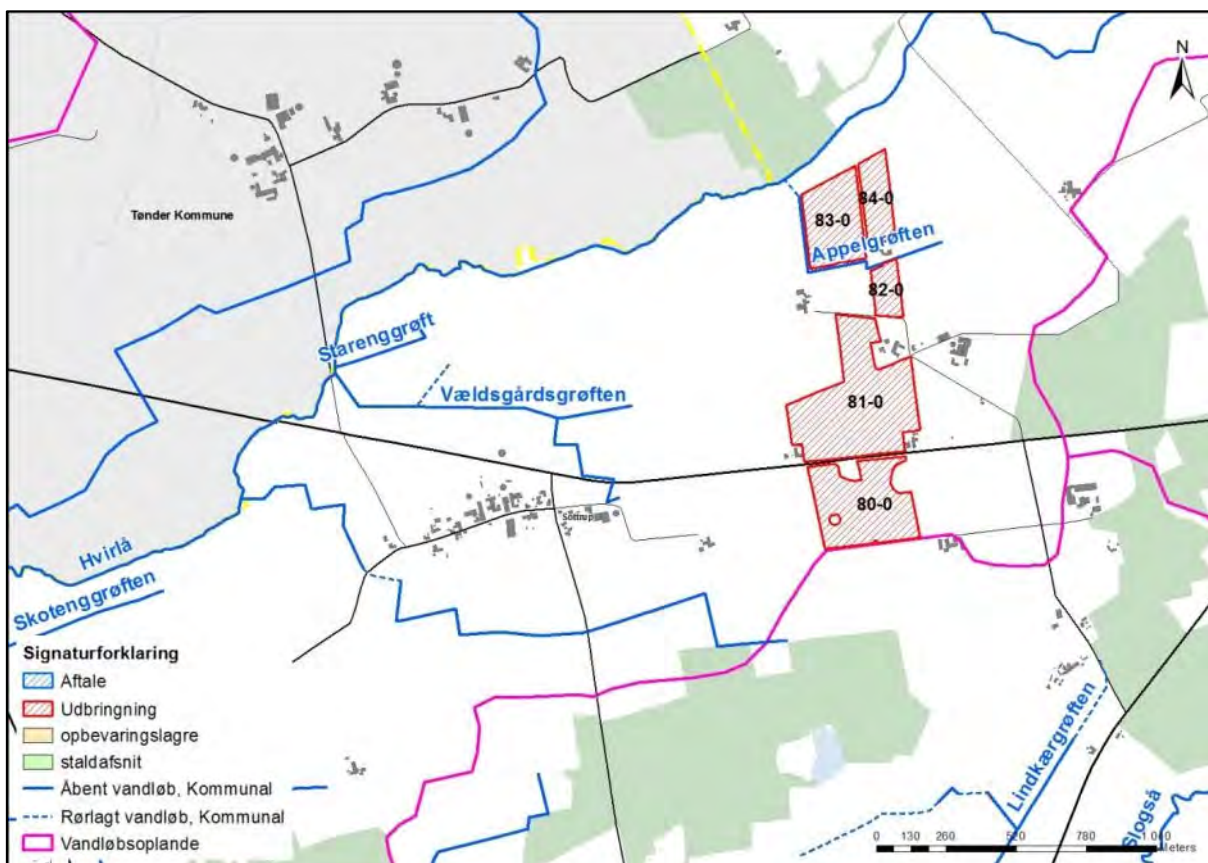 N
Tønder Kommune
84-0
83-0
Appelgrøften
82-0
Starenggrøft
Vældsgårdsgrøften
81-0
80-0
Sottrup
Hvirlå
Skotenggrøften
Signaturforklaring
Aftale
Udbringning
opbevaringslagre
staldafsnit
Åbent vandløb, Kommunal
Rørlagt vandløb, Kommunal
Vandløbsoplande
Lindkærgrøften
Slogså
0 130 260 520 780 1 040
Meters